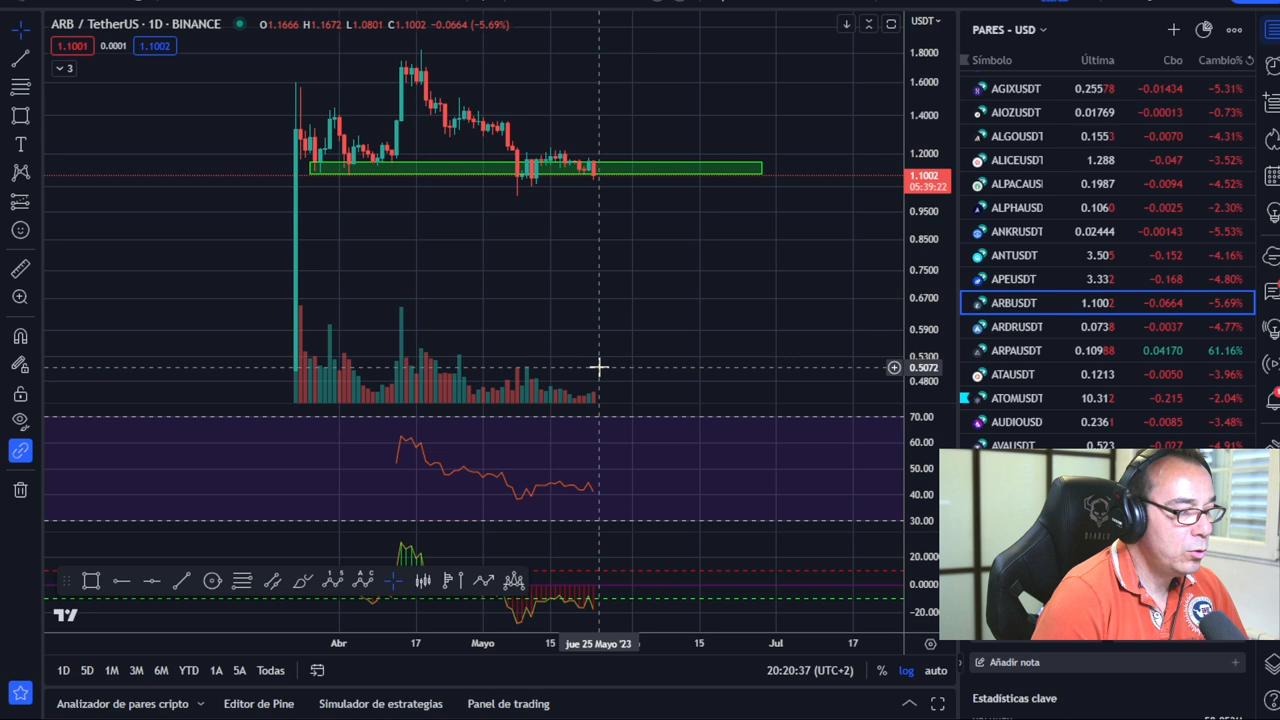 ARB / TetherUS · 1D · BINANCE O1.1666 H1.1672 L1.0801 C1.1002 −0.0664 (−5.69%)
1.1001 0.0001 1.1002
3
USDT
1.8000
1.6000
1.4000
1.2000
1.1002
05:39:22
0.9500
0.8500
0.7500
0.6700
0.5900
0.5300
0.5072
0.4800
70.00
60.00
50.00
40.00
30.00
20.0000
0.0000
−20.00
Abr 17 Mayo 15 jue 25 Mayo '23 15 Jul 17
1D 5D 1M 3M 6M YTD 1A 5A Todas
20:20:37 (UTC+2) % log auto
Analizador de pares cripto Editor de Pine Simulador de estrategias Panel de trading
PARES - USD
Símbolo Última Cbo Cambio%
AGIXUSDT 0.25578 −0.01434 −5.31%
AIOZUSDT 0.01769 −0.00013 −0.73%
ALGOUSDT 0.1553 −0.0070 −4.31%
ALICEUSDT 1.288 −0.047 −3.52%
ALPACAUS 0.1987 −0.0094 −4.52%
ALPHAUSD 0.1060 −0.0025 −2.30%
ANKRUSDT 0.02444 −0.00143 −5.53%
ANTUSDT 3.505 −0.152 −4.16%
APEUSDT 3.332 −0.168 −4.80%
ARBUSDT 1.1002 −0.0664 −5.69%
ARDRUSDT 0.0738 −0.0037 −4.77%
ARPAUSDT 0.10988 0.04170 61.16%
ATAUSDT 0.1213 −0.0050 −3.96%
ATOMUSDT 10.312 −0.215 −2.04%
AUDIOUSD 0.2361 −0.0085 −3.48%
AVAUSDT 0.523 −0.027 −4.91%
DIABLO
Añadir nota
Estadísticas clave